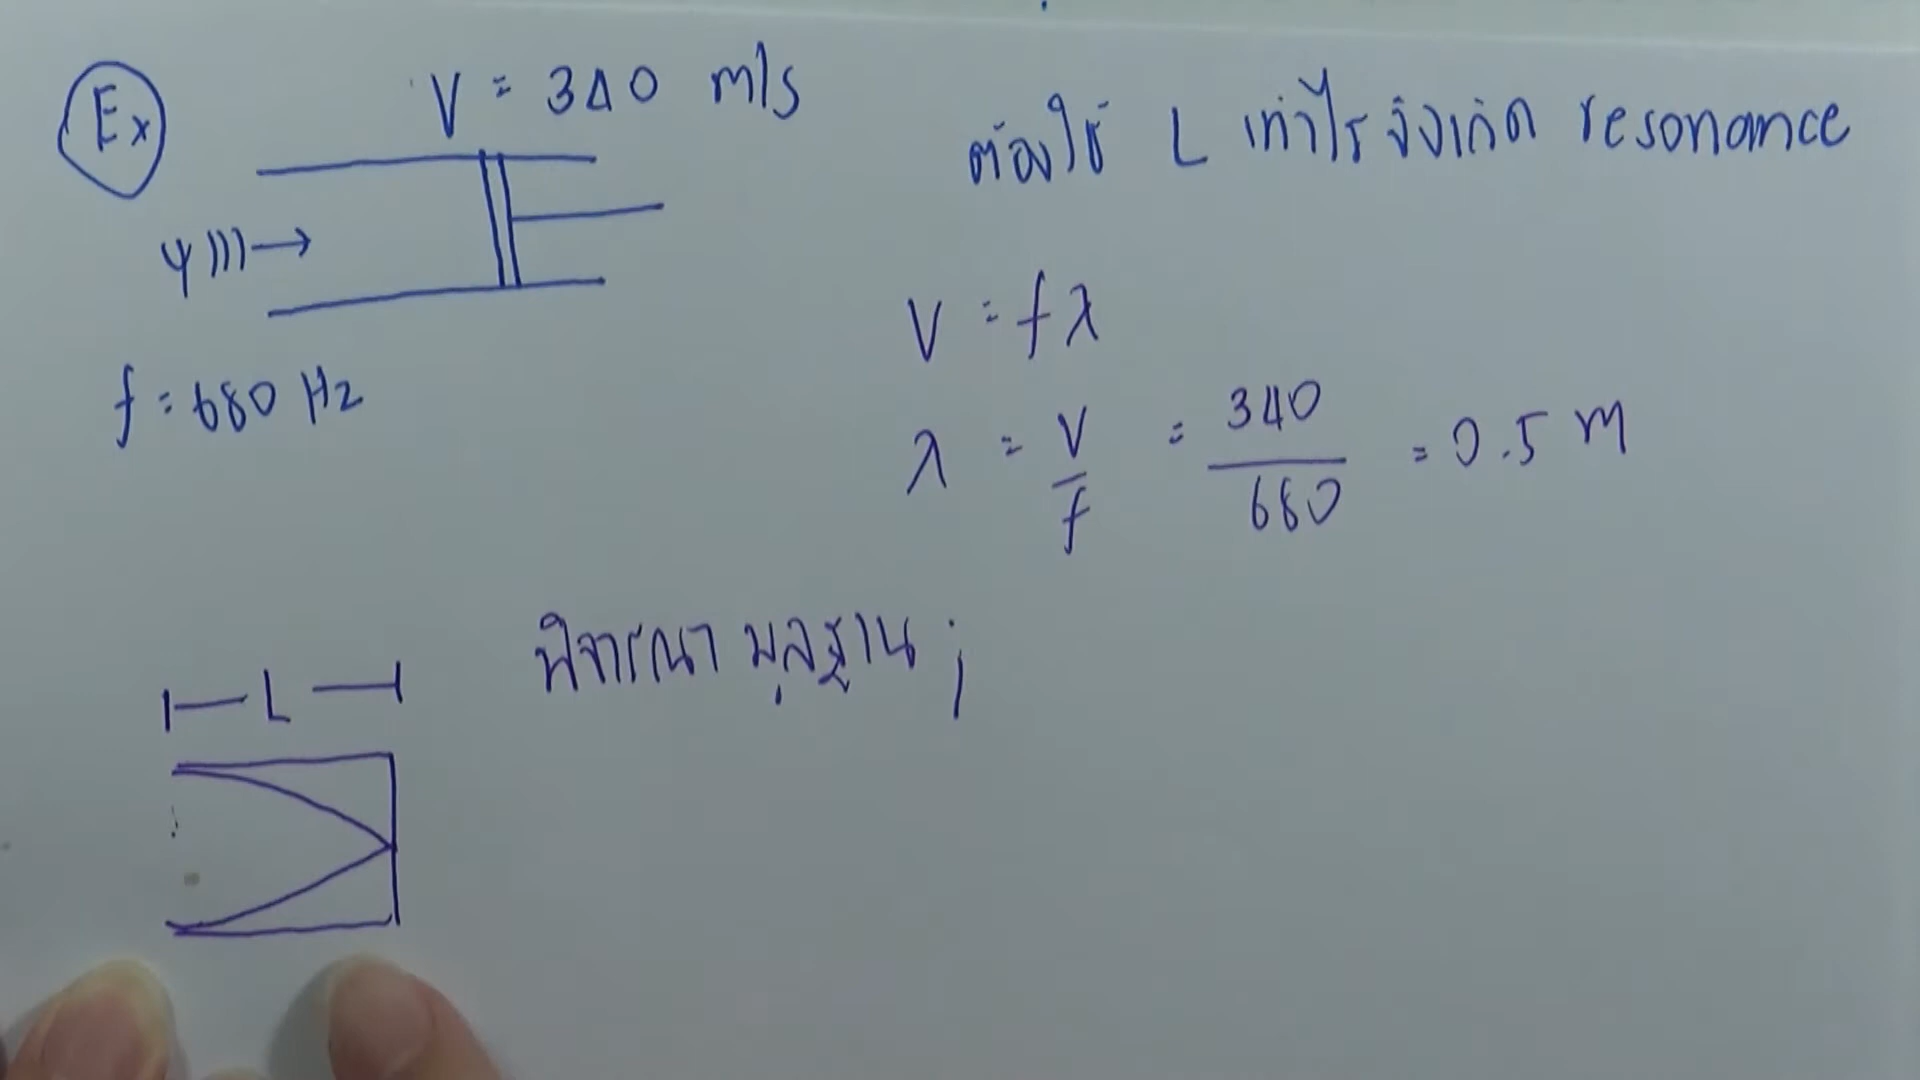 Ex
V = 340 m/s
ต้องใช้ L เท่าไรจึงเกิด resonance
f = 680 Hz
V = fλ
λ = V/f = 340/680 = 0.5 m
พิจารณา มูลฐาน ;
L